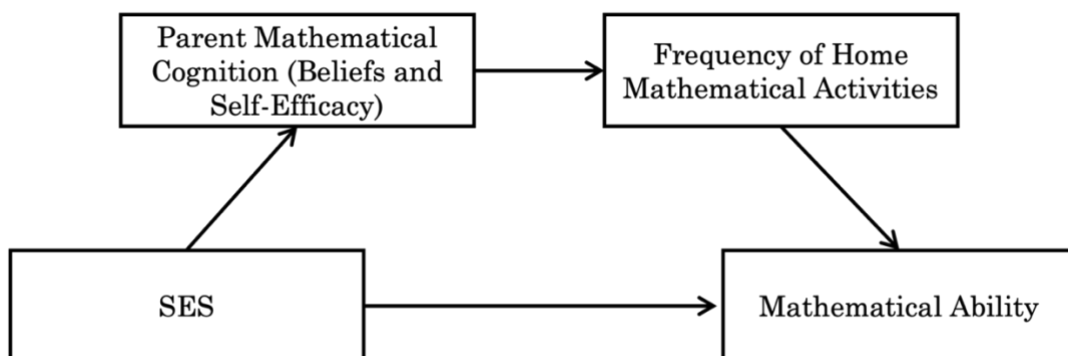 Parent Mathematical
Cognition (Beliefs and
Self-Efficacy)
Frequency of Home
Mathematical Activities
SES
Mathematical Ability